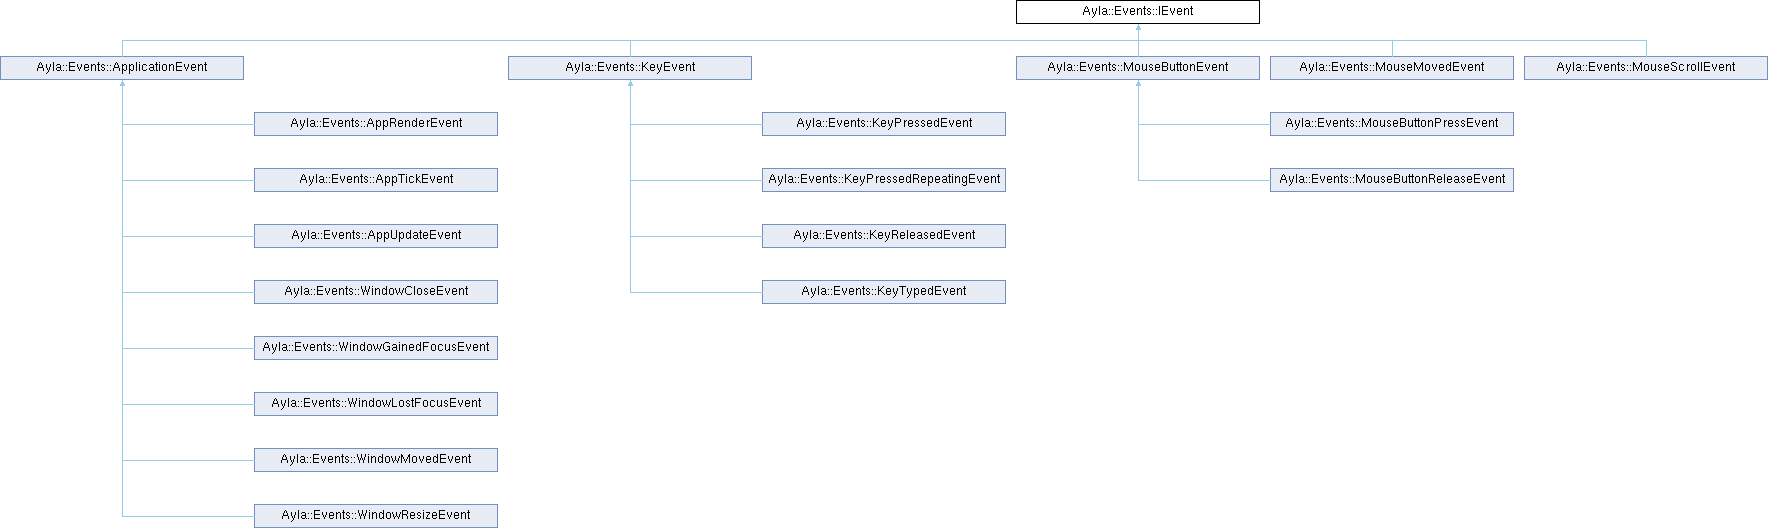 Ayla::Events::IEvent
Ayla::Events::ApplicationEvent
Ayla::Events::KeyEvent
Ayla::Events::MouseButtonEvent
Ayla::Events::MouseMovedEvent
Ayla::Events::MouseScrollEvent
Ayla::Events::AppRenderEvent
Ayla::Events::KeyPressedEvent
Ayla::Events::MouseButtonPressEvent
Ayla::Events::AppTickEvent
Ayla::Events::KeyPressedRepeatingEvent
Ayla::Events::MouseButtonReleaseEvent
Ayla::Events::AppUpdateEvent
Ayla::Events::KeyReleasedEvent
Ayla::Events::WindowCloseEvent
Ayla::Events::KeyTypedEvent
Ayla::Events::WindowGainedFocusEvent
Ayla::Events::WindowLostFocusEvent
Ayla::Events::WindowMovedEvent
Ayla::Events::WindowResizeEvent